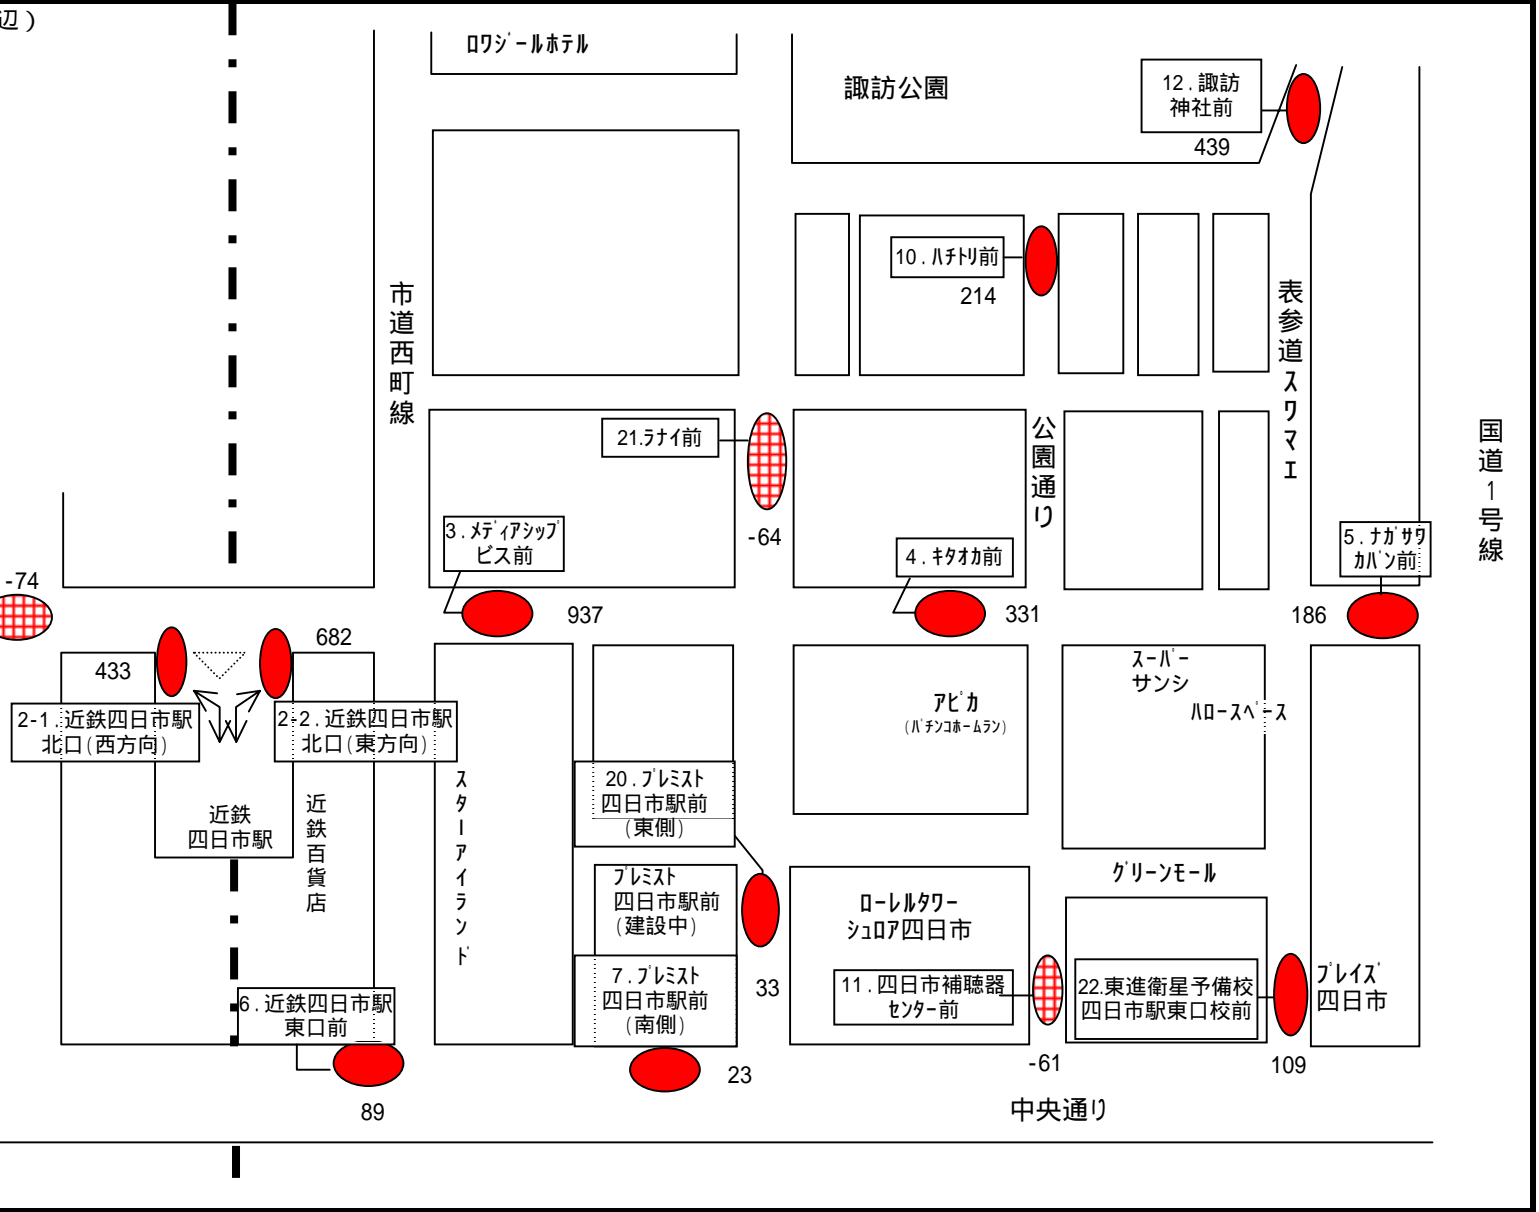 辺）
ﾛﾜｼﾞｰﾙﾎﾃﾙ
諏訪公園
12．諏訪
神社前
439
10．ﾊﾁﾄﾘ前
214
市道西町線
表参道ｽﾜﾏｴ
21.ﾗﾅｲ前
-64
公園通り
国道1号線
3．ﾒﾃﾞｨｱｼｯﾌﾟ
ビス前
937
4．ｷﾀｵｶ前
331
5．ﾅｶﾞｻﾜ
ｶﾊﾞﾝ前
186
-74
433
682
2-1．近鉄四日市駅
北口(西方向)
2-2．近鉄四日市駅
北口(東方向)
近鉄
四日市駅
近鉄百貨店
ｽﾀｰｱｲﾗﾝﾄﾞ
20．ﾌﾟﾚﾐｽﾄ
四日市駅前
(東側)
ﾌﾟﾚﾐｽﾄ
四日市駅前
(建設中)
7．ﾌﾟﾚﾐｽﾄ
四日市駅前
(南側)
33
23
ｱﾋﾟｶ
(ﾊﾟﾁﾝｺﾎｰﾑﾗﾝ)
スーパー
サンシ
ﾊﾛｰｽﾍﾟｰｽ
ｸﾞﾘｰﾝﾓｰﾙ
ﾛｰﾚﾙﾀﾜｰ
ｼｭﾛｱ四日市
11．四日市補聴器
ｾﾝﾀｰ前
-61
22.東進衛星予備校
四日市駅東口校前
109
ﾌﾟﾚｲｽﾞ
四日市
6．近鉄四日市駅
東口前
89
中央通り